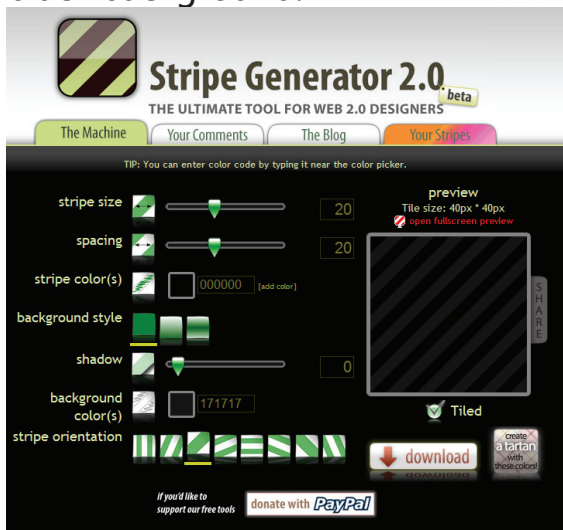 Stripe Generator 2.0
beta
THE ULTIMATE TOOL FOR WEB 2.0 DESIGNERS
The Machine
Your Comments
The Blog
Your Stripes
TIP: You can enter color code by typing it near the color picker.
stripe size
20
spacing
20
stripe color(s)
000000
[add color]
background style
shadow
0
background
color(s)
171717
stripe orientation
preview
Tile size: 40px * 40px
open fullscreen preview
SHARE
Tiled
download
create
a tartan
with
these colors!
If you'd like to
support our free tools
donate with PayPal